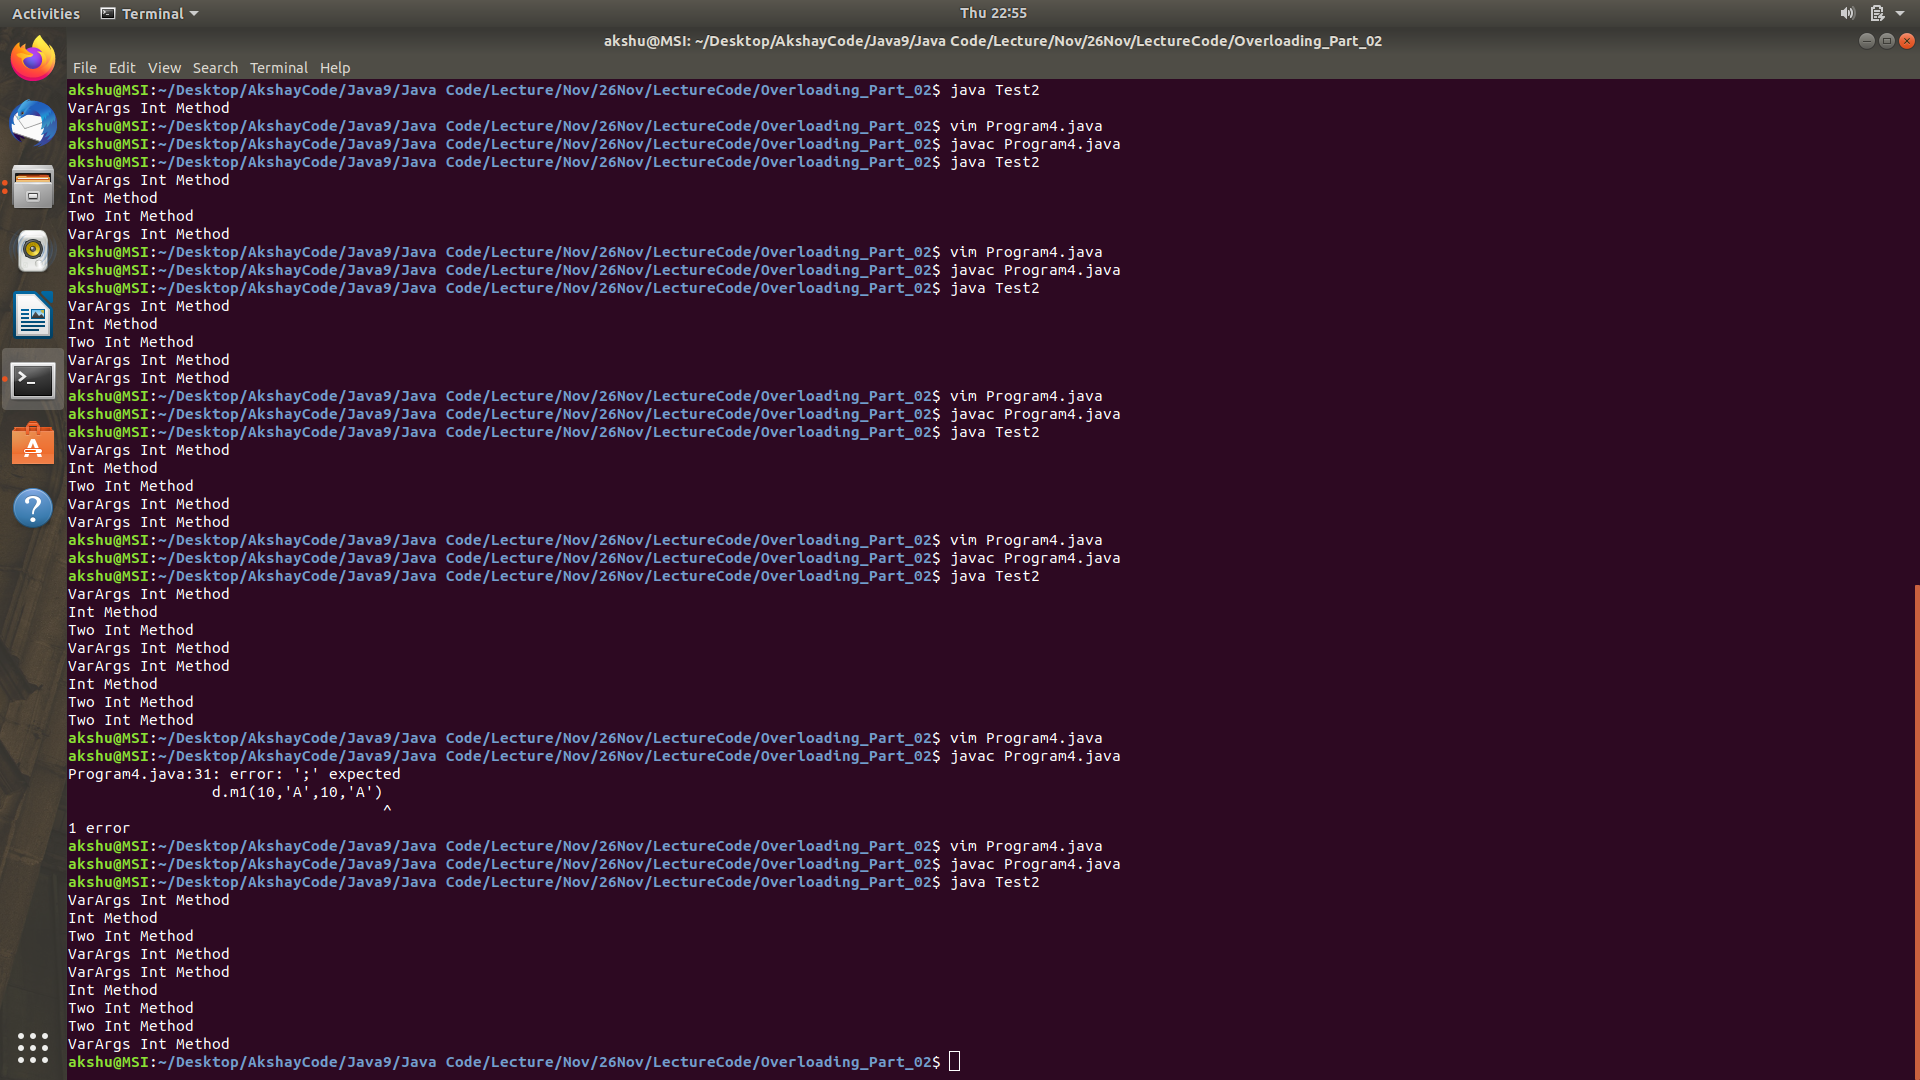 Activities Terminal Thu 22:55
akshu@MSI: ~/Desktop/AkshayCode/Java9/Java Code/Lecture/Nov/26Nov/LectureCode/Overloading_Part_02
File Edit View Search Terminal Help
akshu@MSI:~/Desktop/AkshayCode/Java9/Java Code/Lecture/Nov/26Nov/LectureCode/Overloading_Part_02$ java Test2
VarArgs Int Method
akshu@MSI:~/Desktop/AkshayCode/Java9/Java Code/Lecture/Nov/26Nov/LectureCode/Overloading_Part_02$ vim Program4.java
akshu@MSI:~/Desktop/AkshayCode/Java9/Java Code/Lecture/Nov/26Nov/LectureCode/Overloading_Part_02$ javac Program4.java
akshu@MSI:~/Desktop/AkshayCode/Java9/Java Code/Lecture/Nov/26Nov/LectureCode/Overloading_Part_02$ java Test2
VarArgs Int Method
Int Method
Two Int Method
VarArgs Int Method
akshu@MSI:~/Desktop/AkshayCode/Java9/Java Code/Lecture/Nov/26Nov/LectureCode/Overloading_Part_02$ vim Program4.java
akshu@MSI:~/Desktop/AkshayCode/Java9/Java Code/Lecture/Nov/26Nov/LectureCode/Overloading_Part_02$ javac Program4.java
akshu@MSI:~/Desktop/AkshayCode/Java9/Java Code/Lecture/Nov/26Nov/LectureCode/Overloading_Part_02$ java Test2
VarArgs Int Method
Int Method
Two Int Method
VarArgs Int Method
VarArgs Int Method
akshu@MSI:~/Desktop/AkshayCode/Java9/Java Code/Lecture/Nov/26Nov/LectureCode/Overloading_Part_02$ vim Program4.java
akshu@MSI:~/Desktop/AkshayCode/Java9/Java Code/Lecture/Nov/26Nov/LectureCode/Overloading_Part_02$ javac Program4.java
akshu@MSI:~/Desktop/AkshayCode/Java9/Java Code/Lecture/Nov/26Nov/LectureCode/Overloading_Part_02$ java Test2
VarArgs Int Method
Int Method
Two Int Method
VarArgs Int Method
VarArgs Int Method
akshu@MSI:~/Desktop/AkshayCode/Java9/Java Code/Lecture/Nov/26Nov/LectureCode/Overloading_Part_02$ vim Program4.java
akshu@MSI:~/Desktop/AkshayCode/Java9/Java Code/Lecture/Nov/26Nov/LectureCode/Overloading_Part_02$ javac Program4.java
akshu@MSI:~/Desktop/AkshayCode/Java9/Java Code/Lecture/Nov/26Nov/LectureCode/Overloading_Part_02$ java Test2
VarArgs Int Method
Int Method
Two Int Method
VarArgs Int Method
VarArgs Int Method
Int Method
Two Int Method
Two Int Method
akshu@MSI:~/Desktop/AkshayCode/Java9/Java Code/Lecture/Nov/26Nov/LectureCode/Overloading_Part_02$ vim Program4.java
akshu@MSI:~/Desktop/AkshayCode/Java9/Java Code/Lecture/Nov/26Nov/LectureCode/Overloading_Part_02$ javac Program4.java
Program4.java:31: error: ';' expected
d.m1(10,'A',10,'A')
^
1 error
akshu@MSI:~/Desktop/AkshayCode/Java9/Java Code/Lecture/Nov/26Nov/LectureCode/Overloading_Part_02$ vim Program4.java
akshu@MSI:~/Desktop/AkshayCode/Java9/Java Code/Lecture/Nov/26Nov/LectureCode/Overloading_Part_02$ javac Program4.java
akshu@MSI:~/Desktop/AkshayCode/Java9/Java Code/Lecture/Nov/26Nov/LectureCode/Overloading_Part_02$ java Test2
VarArgs Int Method
Int Method
Two Int Method
VarArgs Int Method
VarArgs Int Method
Int Method
Two Int Method
Two Int Method
VarArgs Int Method
akshu@MSI:~/Desktop/AkshayCode/Java9/Java Code/Lecture/Nov/26Nov/LectureCode/Overloading_Part_02$